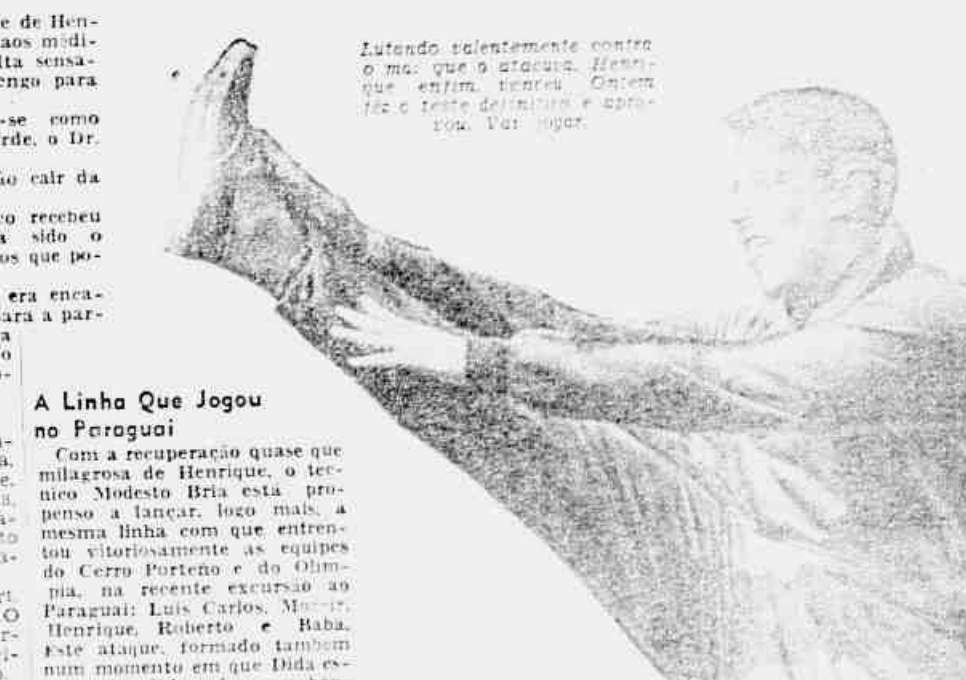 e de Hen-
aos médi-
lta sensa-
engo para
-se como
rde, o Dr.
ão cair da
co recebeu
a sido o
os que po-
era enca-
ara a par-
a
o
Lutando valentemente contra
o mal que o atacara, Henri-
que enfim, venceu. Ontem
fêz o teste definitivo e apro-
vou. Vai jogar.
A Linha Que Jogou
no Paraguai
Com a recuperação quase que
milagrosa de Henrique, o téc-
nico Modesto Bria está pro-
penso a lançar, logo mais, a
mesma linha com que enfren-
tou vitoriosamente as equipes
do Cerro Porteño e do Olím-
pia, na recente excursão ao
Paraguai: Luis Carlos,
Henrique, Roberto e Babá.
Este ataque, formado também
num momento em que Dida es-